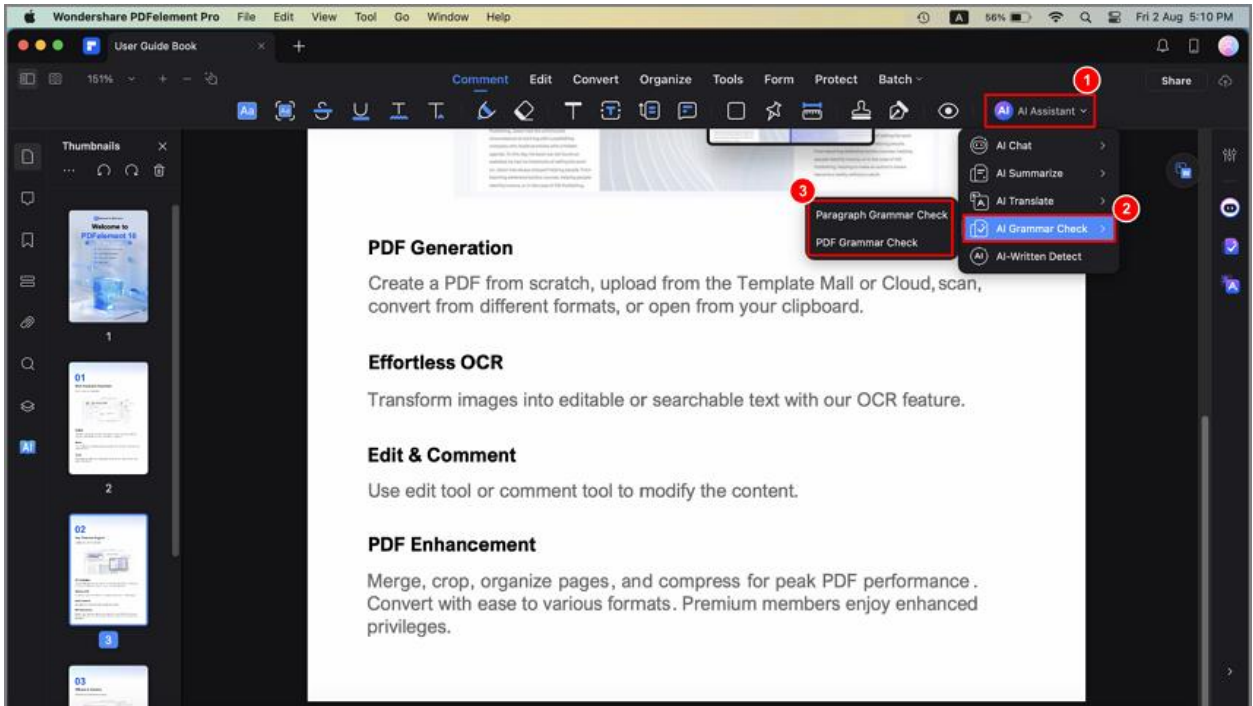 Wondershare PDFelement Pro File Edit View Tool Go Window Help
A 56% Fri 2 Aug 5:10 PM
User Guide Book × +
151% Comment Edit Convert Organize Tools Form Protect Batch Share
1
AI Assistant
Thumbnails
AI Chat
AI Summarize
AI Translate
2
AI Grammar Check
AI-Written Detect
3
Paragraph Grammar Check
PDF Grammar Check
Welcome to
PDFelement 10
1
01
2
02
3
03
AI
PDF Generation
Create a PDF from scratch, upload from the Template Mall or Cloud, scan,
convert from different formats, or open from your clipboard.
Effortless OCR
Transform images into editable or searchable text with our OCR feature.
Edit & Comment
Use edit tool or comment tool to modify the content.
PDF Enhancement
Merge, crop, organize pages, and compress for peak PDF performance.
Convert with ease to various formats. Premium members enjoy enhanced
privileges.